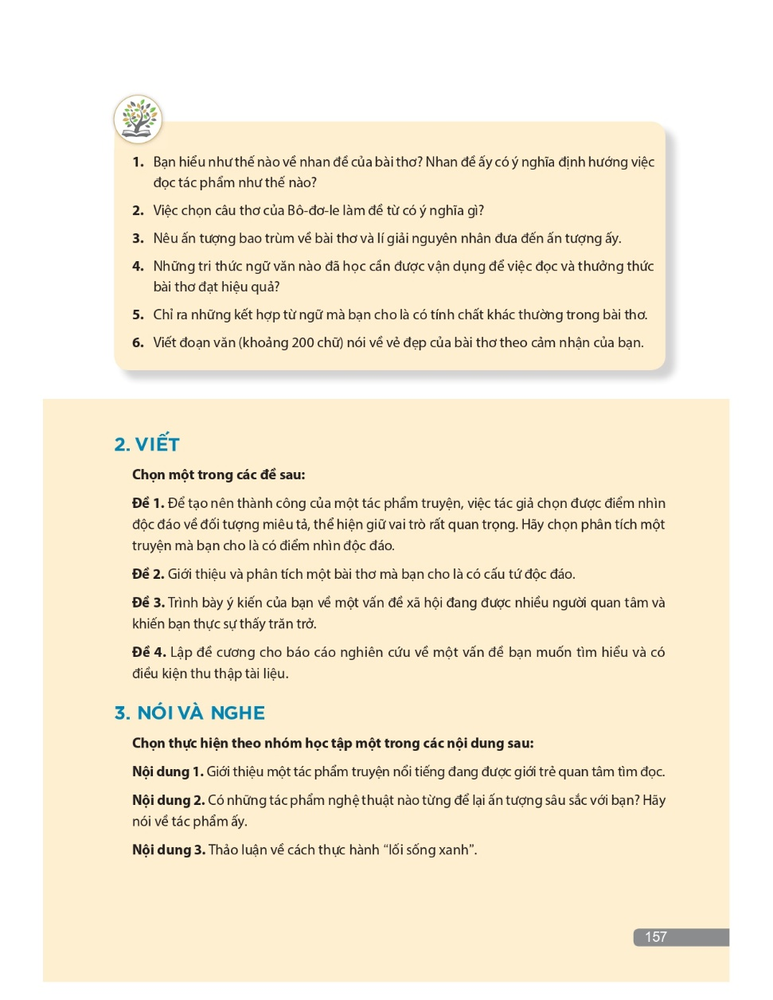 1. Bạn hiểu như thế nào về nhan đề của bài thơ? Nhan đề ấy có ý nghĩa định hướng việc
đọc tác phẩm như thế nào?
2. Việc chọn câu thơ của Bô-đơ-le làm đề từ có ý nghĩa gì?
3. Nêu ấn tượng bao trùm về bài thơ và lí giải nguyên nhân đưa đến ấn tượng ấy.
4. Những tri thức ngữ văn nào đã học cần được vận dụng để việc đọc và thưởng thức
bài thơ đạt hiệu quả?
5. Chỉ ra những kết hợp từ ngữ mà bạn cho là có tính chất khác thường trong bài thơ.
6. Viết đoạn văn (khoảng 200 chữ) nói về vẻ đẹp của bài thơ theo cảm nhận của bạn.
2. VIẾT
Chọn một trong các đề sau:
Đề 1. Để tạo nên thành công của một tác phẩm truyện, việc tác giả chọn được điểm nhìn
độc đáo về đối tượng miêu tả, thể hiện giữ vai trò rất quan trọng. Hãy chọn phân tích một
truyện mà bạn cho là có điểm nhìn độc đáo.
Đề 2. Giới thiệu và phân tích một bài thơ mà bạn cho là có cấu tứ độc đáo.
Đề 3. Trình bày ý kiến của bạn về một vấn đề xã hội đang được nhiều người quan tâm và
khiến bạn thực sự thấy trăn trở.
Đề 4. Lập đề cương cho báo cáo nghiên cứu về một vấn đề bạn muốn tìm hiểu và có
điều kiện thu thập tài liệu.
3. NÓI VÀ NGHE
Chọn thực hiện theo nhóm học tập một trong các nội dung sau:
Nội dung 1. Giới thiệu một tác phẩm truyện nổi tiếng đang được giới trẻ quan tâm tìm đọc.
Nội dung 2. Có những tác phẩm nghệ thuật nào từng để lại ấn tượng sâu sắc với bạn? Hãy
nói về tác phẩm ấy.
Nội dung 3. Thảo luận về cách thực hành “lối sống xanh”.
157